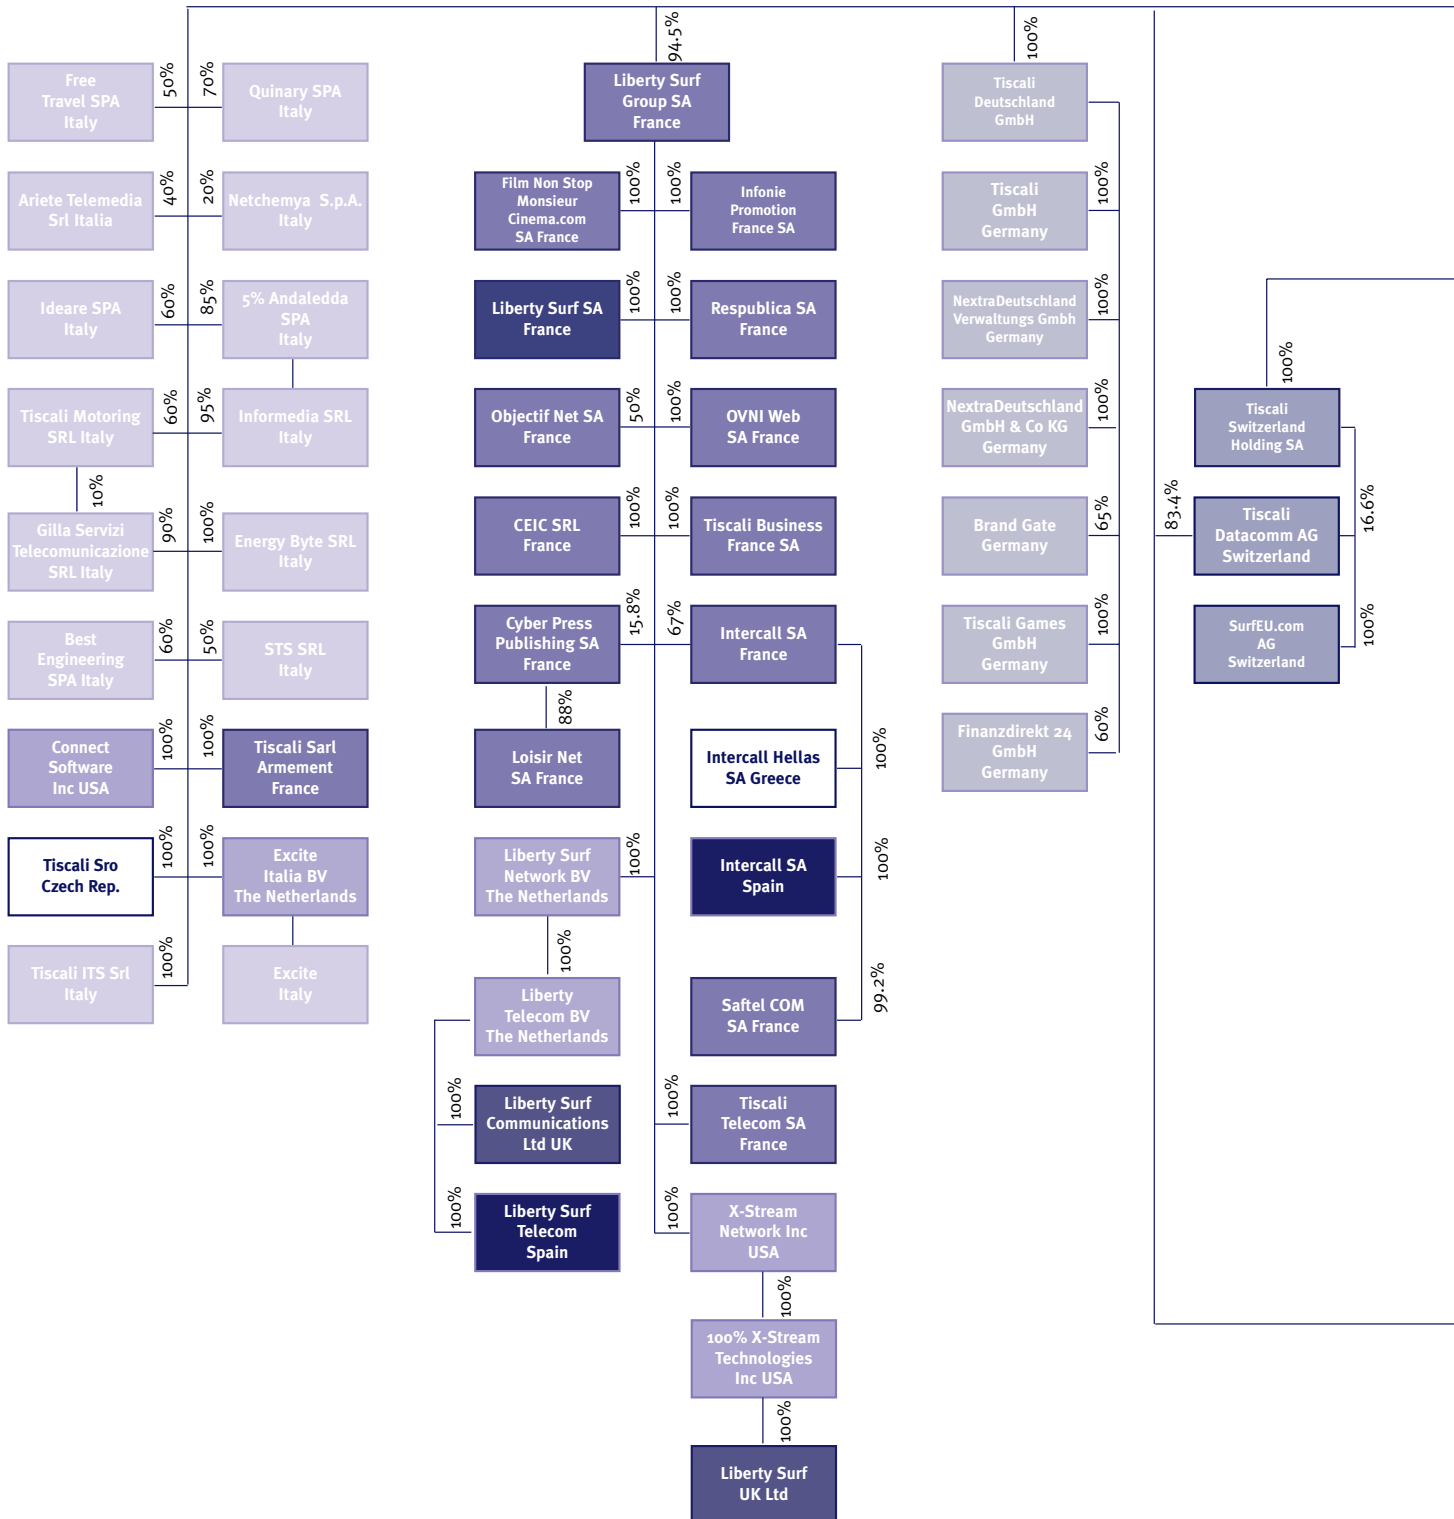 50%
70%
94.5%
100%
Free
Travel SPA
Italy
Quinary SPA
Italy
Liberty Surf
Group SA
France
Tiscali
Deutschland
GmbH
40%
20%
Ariete Telemedia
Srl Italia
Netchemya S.p.A.
Italy
Film Non Stop
Monsieur
Cinema.com
SA France
100%
100%
Infonie
Promotion
France SA
Tiscali
GmbH
Germany
100%
Ideare SPA
Italy
60%
85%
5% Andaledda
SPA
Italy
Liberty Surf SA
France
100%
100%
Respublica SA
France
NextraDeutschland
Verwaltungs Gmbh
Germany
100%
100%
Tiscali Motoring
SRL Italy
60%
95%
Informedia SRL
Italy
Objectif Net SA
France
50%
100%
OVNI Web
SA France
NextraDeutschland
GmbH & Co KG
Germany
100%
Tiscali
Switzerland
Holding SA
10%
Gilla Servizi
Telecomunicazione
SRL Italy
90%
100%
Energy Byte SRL
Italy
CEIC SRL
France
100%
100%
Tiscali Business
France SA
Brand Gate
Germany
65%
83.4%
Tiscali
Datacomm AG
Switzerland
16.6%
Best
Engineering
SPA Italy
60%
50%
STS SRL
Italy
Cyber Press
Publishing SA
France
15.8%
67%
Intercall SA
France
Tiscali Games
GmbH
Germany
100%
SurfEU.com
AG
Switzerland
100%
88%
Connect
Software
Inc USA
100%
100%
Tiscali Sarl
Armement
France
Loisir Net
SA France
Intercall Hellas
SA Greece
100%
Finanzdirekt 24
GmbH
Germany
60%
Tiscali Sro
Czech Rep.
100%
100%
Excite
Italia BV
The Netherlands
Liberty Surf
Network BV
The Netherlands
100%
Intercall SA
Spain
100%
Tiscali ITS Srl
Italy
100%
Excite
Italy
100%
Liberty
Telecom BV
The Netherlands
Saftel COM
SA France
99.2%
100%
Liberty Surf
Communications
Ltd UK
100%
Tiscali
Telecom SA
France
100%
Liberty Surf
Telecom
Spain
100%
X-Stream
Network Inc
USA
100%
100% X-Stream
Technologies
Inc USA
100%
Liberty Surf
UK Ltd